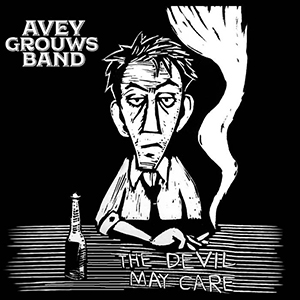 AVEY
GROUWS
BAND
THE DEVIL
MAY CARE